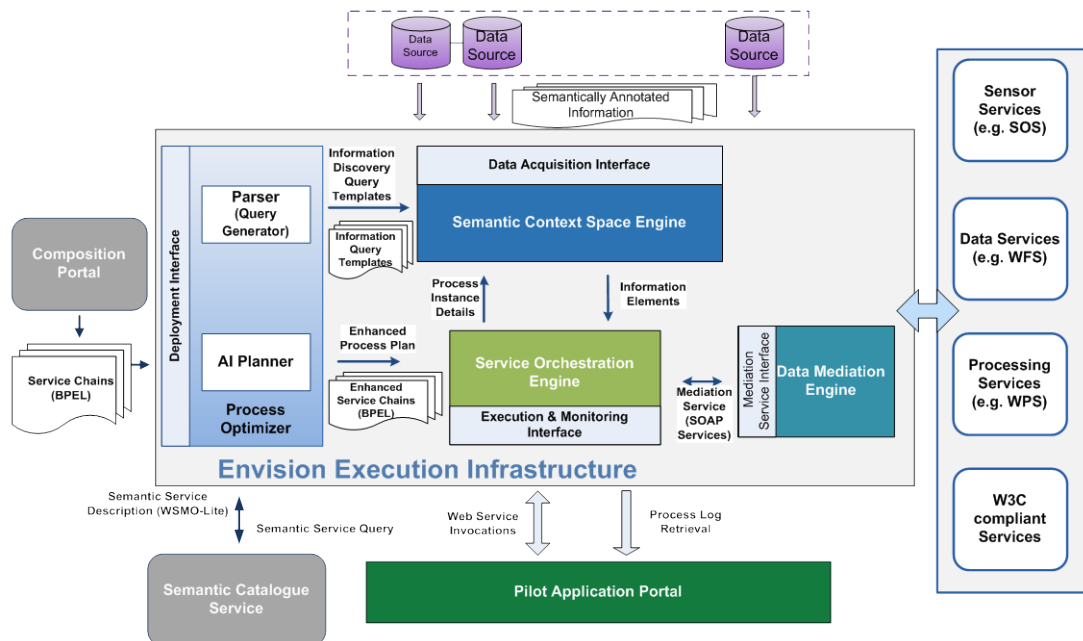 Data
Source
Data
Source
Data
Source
Semantically Annotated
Information
Deployment Interface
Parser
(Query
Generator)
AI Planner
Process
Optimizer
Information
Discovery
Query
Templates
Information
Query
Templates
Data Acquisition Interface
Semantic Context Space Engine
Process
Instance
Details
Information
Elements
Enhanced
Process Plan
Enhanced
Service Chains
(BPEL)
Service Orchestration
Engine
Execution & Monitoring
Interface
Mediation
Service
(SOAP
Services)
Mediation
Service Interface
Data Mediation
Engine
Envision Execution Infrastructure
Composition
Portal
Service Chains
(BPEL)
Semantic Service
Description (WSMO-Lite)
Semantic Service Query
Web Service
Invocations
Process Log
Retrieval
Semantic Catalogue
Service
Pilot Application Portal
Sensor
Services
(e.g. SOS)
Data Services
(e.g. WFS)
Processing
Services
(e.g. WPS)
W3C
compliant
Services